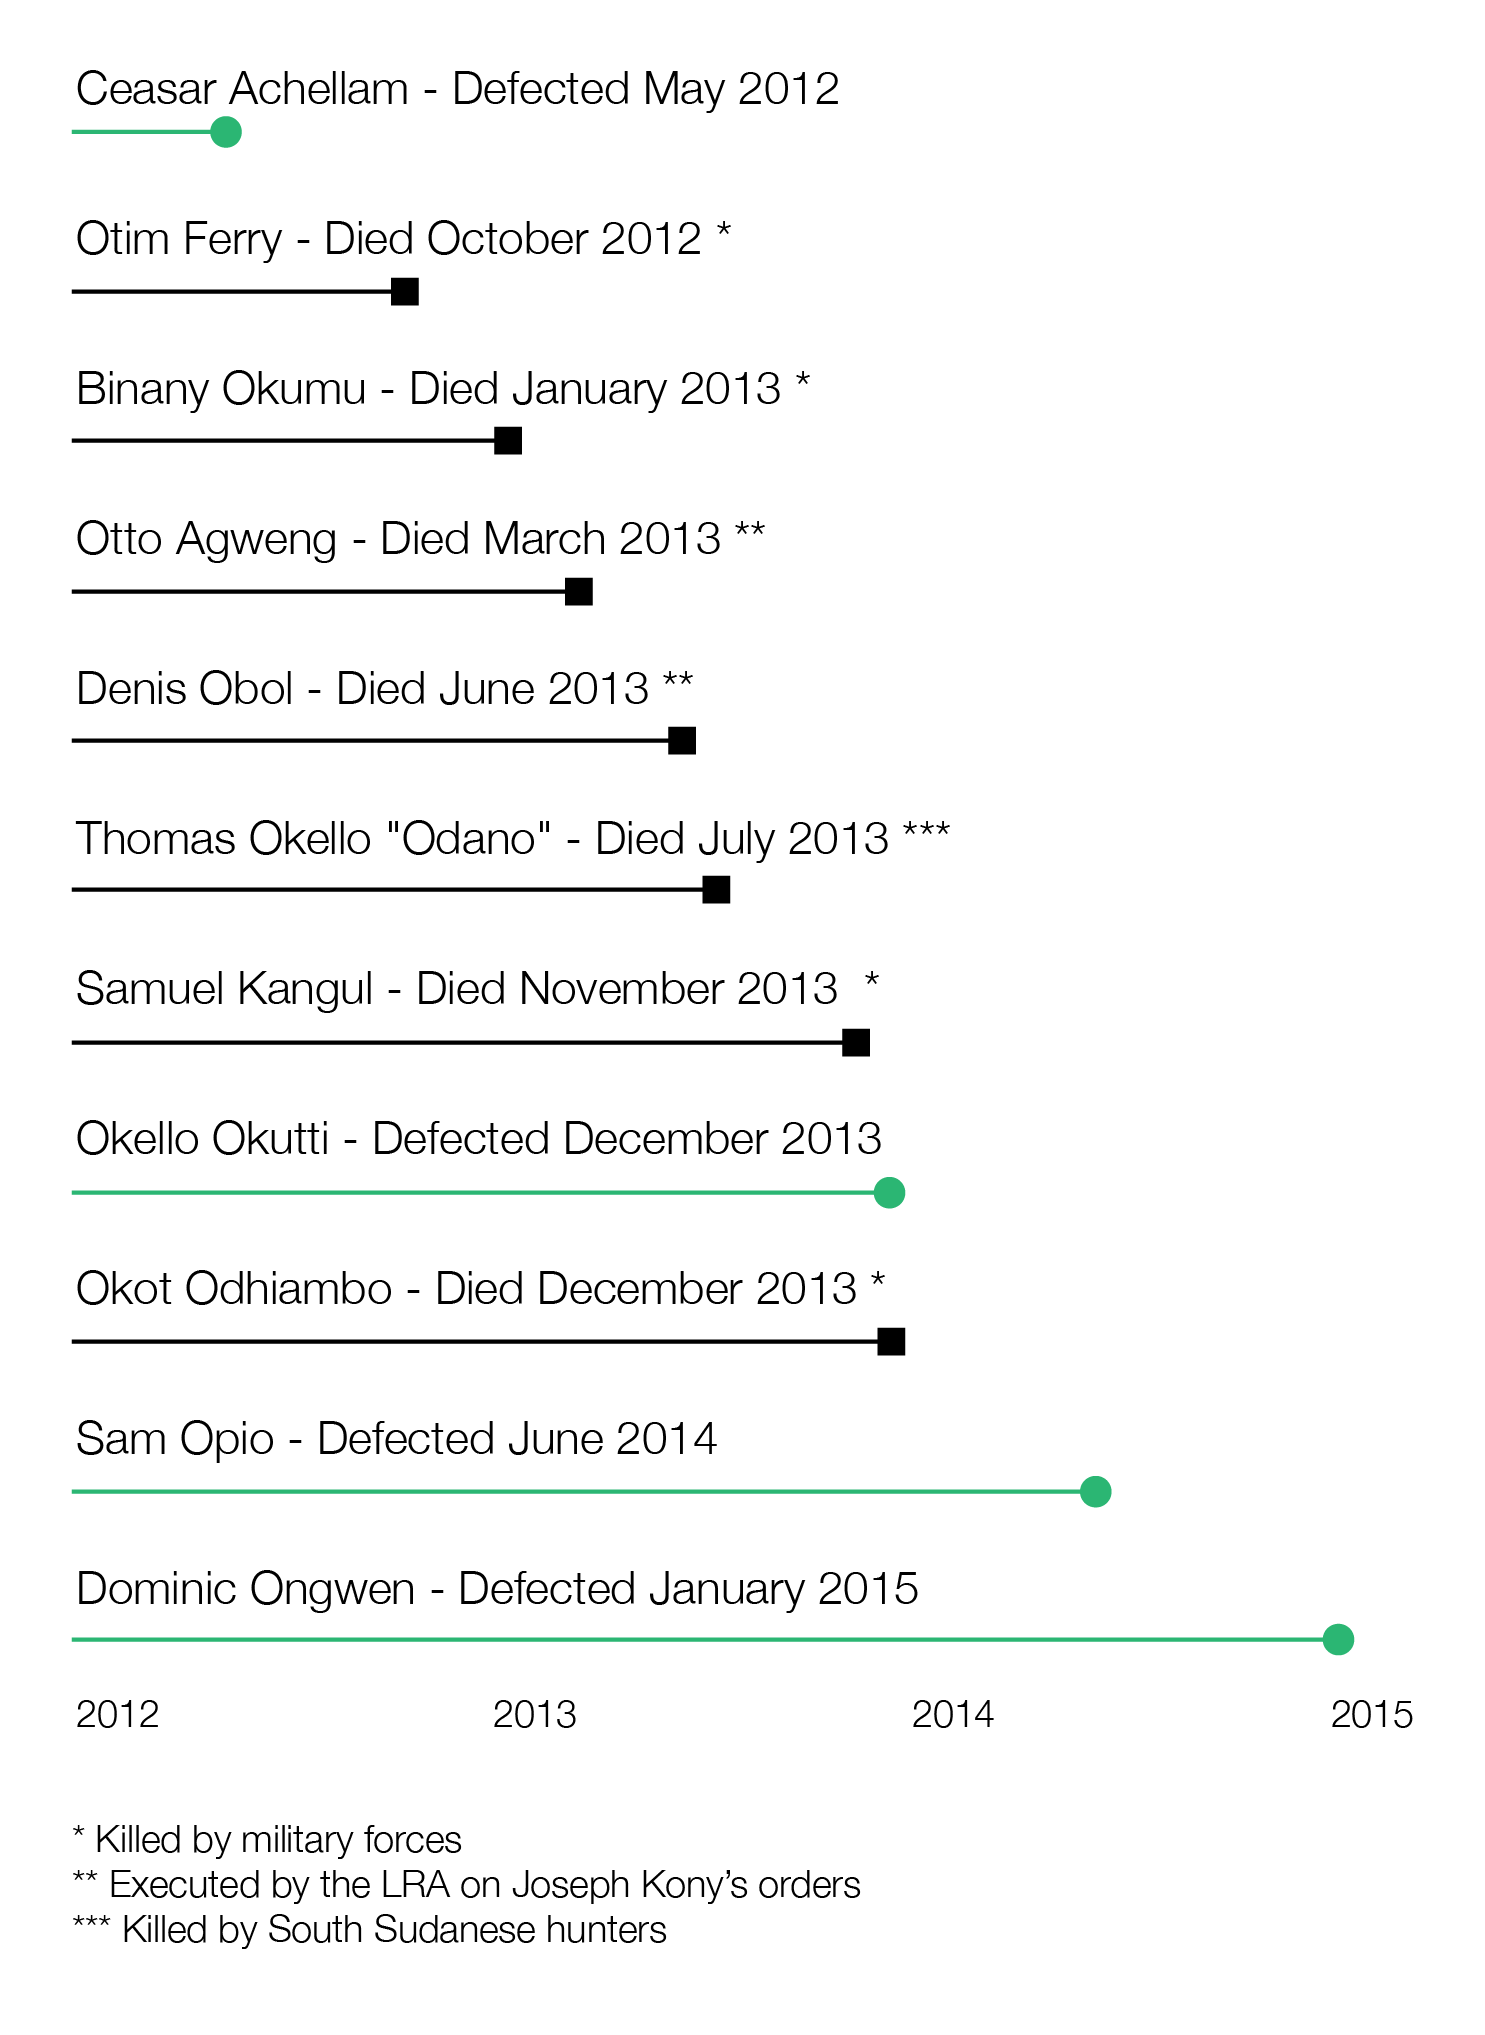 Ceasar Achellam - Defected May 2012
Otim Ferry - Died October 2012 *
Binany Okumu - Died January 2013 *
Otto Agweng - Died March 2013 **
Denis Obol - Died June 2013 **
Thomas Okello "Odano" - Died July 2013 ***
Samuel Kangul - Died November 2013 *
Okello Okutti - Defected December 2013
Okot Odhiambo - Died December 2013 *
Sam Opio - Defected June 2014
Dominic Ongwen - Defected January 2015
2012 2013 2014 2015
* Killed by military forces
** Executed by the LRA on Joseph Kony’s orders
*** Killed by South Sudanese hunters